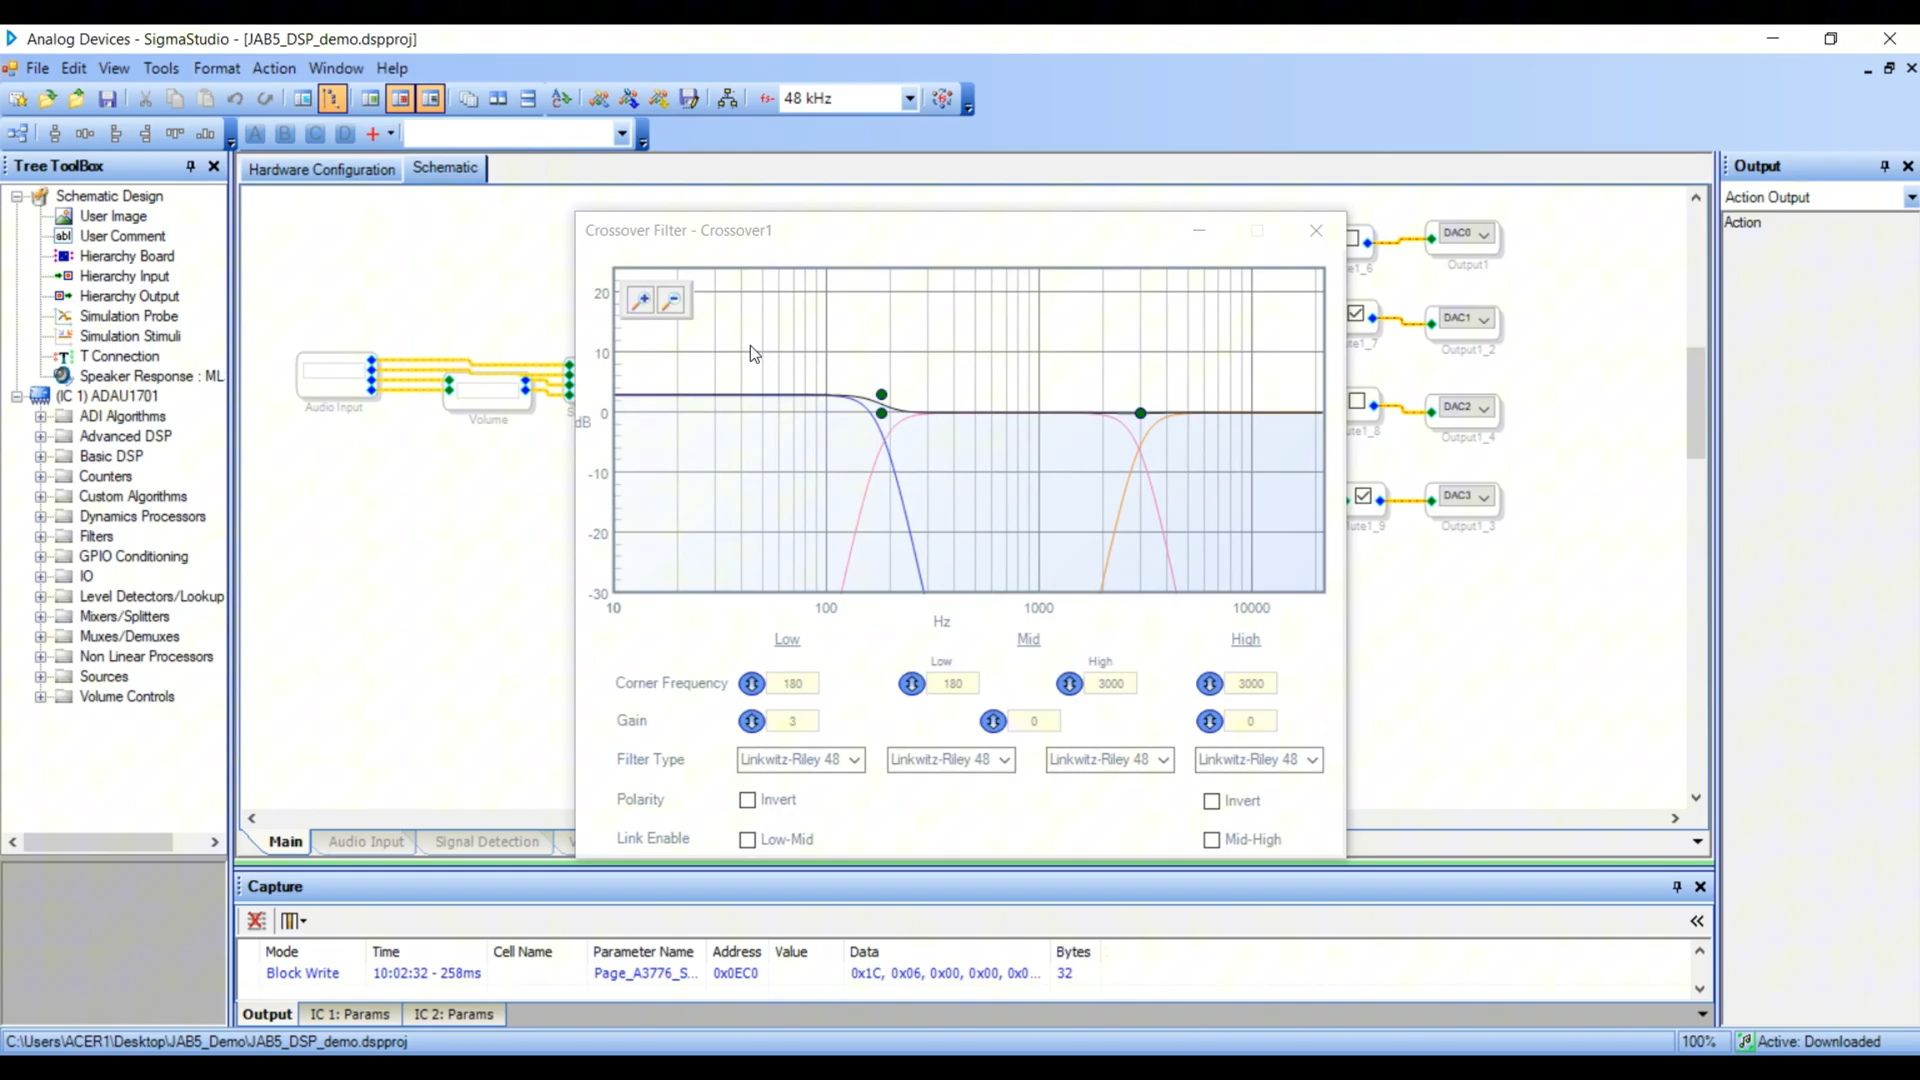 Analog Devices - SigmaStudio - [JAB5_DSP_demo.dspproj]
File Edit View Tools Format Action Window Help
fs- 48 kHz
A B C D
Tree ToolBox
Schematic Design
User Image
abl User Comment
Hierarchy Board
Hierarchy Input
Hierarchy Output
Simulation Probe
Simulation Stimuli
T T Connection
Speaker Response : ML
(IC 1) ADAU1701
ADI Algorithms
Advanced DSP
Basic DSP
Counters
Custom Algorithms
Dynamics Processors
Filters
GPIO Conditioning
IO
Level Detectors/Lookup
Mixers/Splitters
Muxes/Demuxes
Non Linear Processors
Sources
Volume Controls
Hardware Configuration Schematic
Audio Input
Volume
S
Crossover Filter - Crossover1
20
10
0
dB
-10
-20
-30
10 100 1000 10000
Hz
Low Mid High
Low High
Corner Frequency 180 180 3000 3000
Gain 3 0 0
Filter Type Linkwitz-Riley 48 Linkwitz-Riley 48 Linkwitz-Riley 48 Linkwitz-Riley 48
Polarity Invert Invert
Link Enable Low-Mid Mid-High
DAC0
te1_6 Output1
DAC1
ute1_7 Output1_2
DAC2
ute1_8 Output1_4
DAC3
lute1_9 Output1_3
Main Audio Input Signal Detection V
Output
Action Output
Action
Capture
Mode Time Cell Name Parameter Name Address Value Data Bytes
Block Write 10:02:32 - 258ms Page_A3776_S... 0x0EC0 0x1C, 0x06, 0x00, 0x00, 0x0... 32
Output IC 1: Params IC 2: Params
C:\Users\ACER1\Desktop\JAB5_Demo\JAB5_DSP_demo.dspproj
100% Active: Downloaded